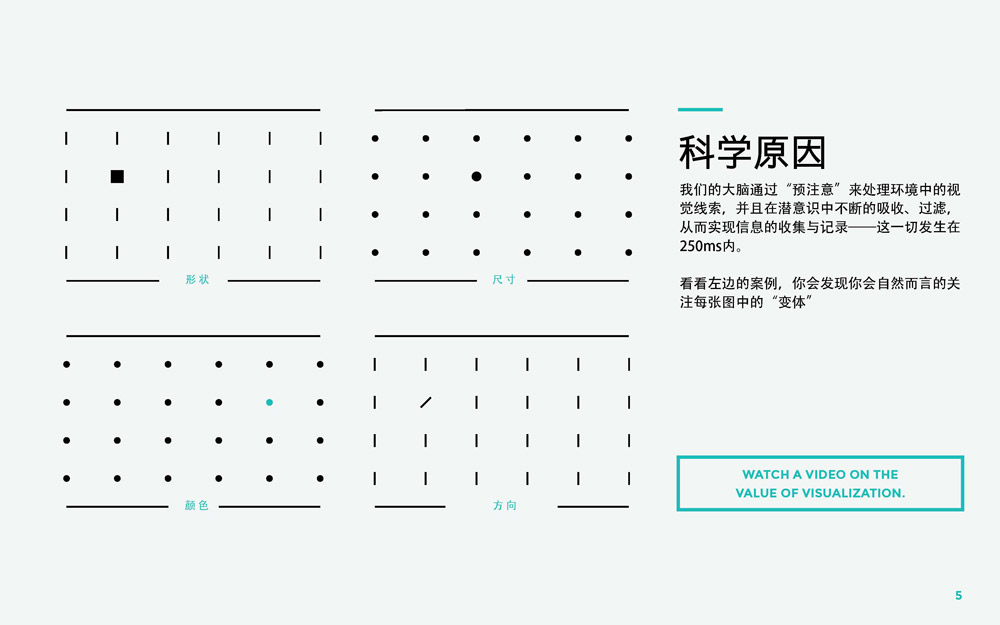 形状
尺寸
颜色
方向
科学原因
我们的大脑通过“预注意”来处理环境中的视
觉线索，并且在潜意识中不断的吸收、过滤，
从而实现信息的收集与记录——这一切发生在
250ms内。
看看左边的案例，你会发现你会自然而言的关
注每张图中的“变体”
WATCH A VIDEO ON THE
VALUE OF VISUALIZATION.
5